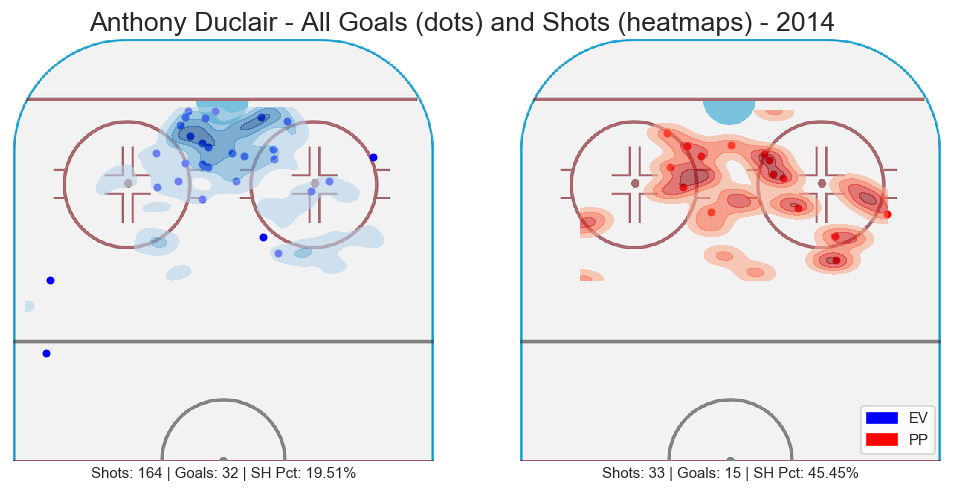 Anthony Duclair - All Goals (dots) and Shots (heatmaps) - 2014
EV
PP
Shots: 164 | Goals: 32 | SH Pct: 19.51%
Shots: 33 | Goals: 15 | SH Pct: 45.45%